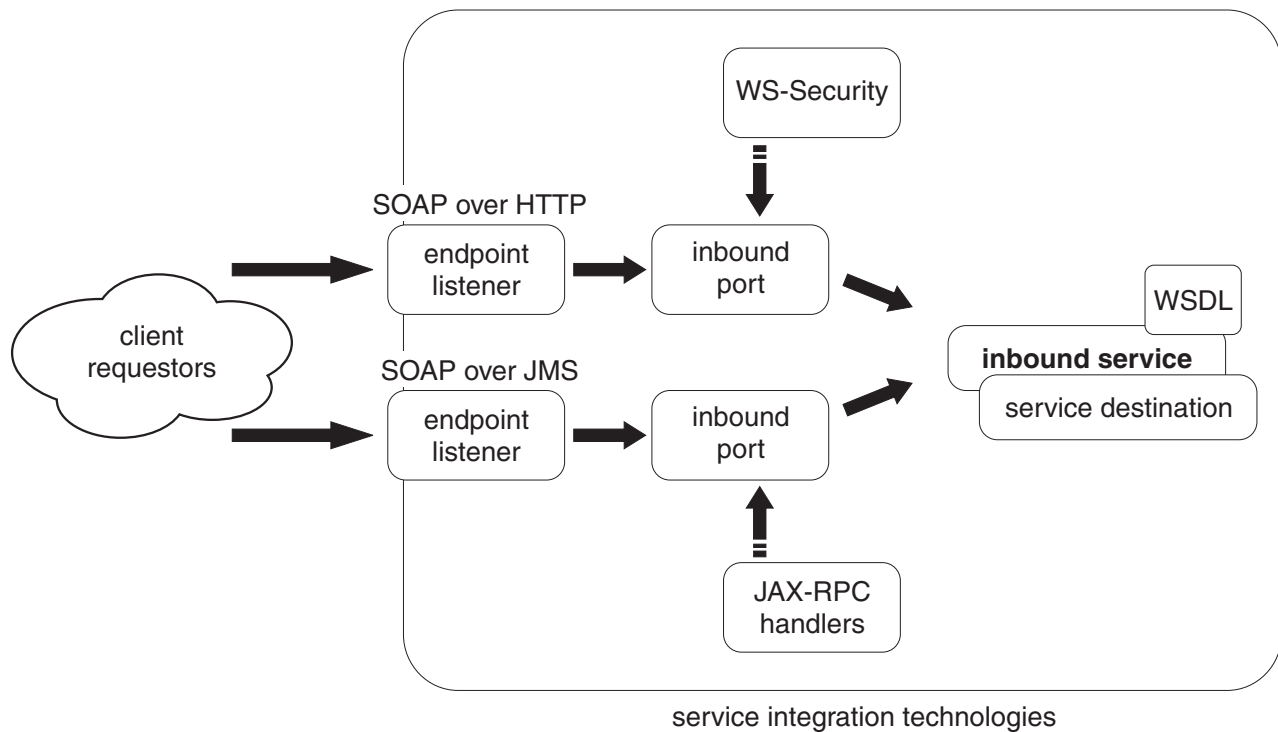 WS-Security
SOAP over HTTP
endpoint
listener
inbound
port
client
requestors
WSDL
inbound service
service destination
SOAP over JMS
endpoint
listener
inbound
port
JAX-RPC
handlers
service integration technologies